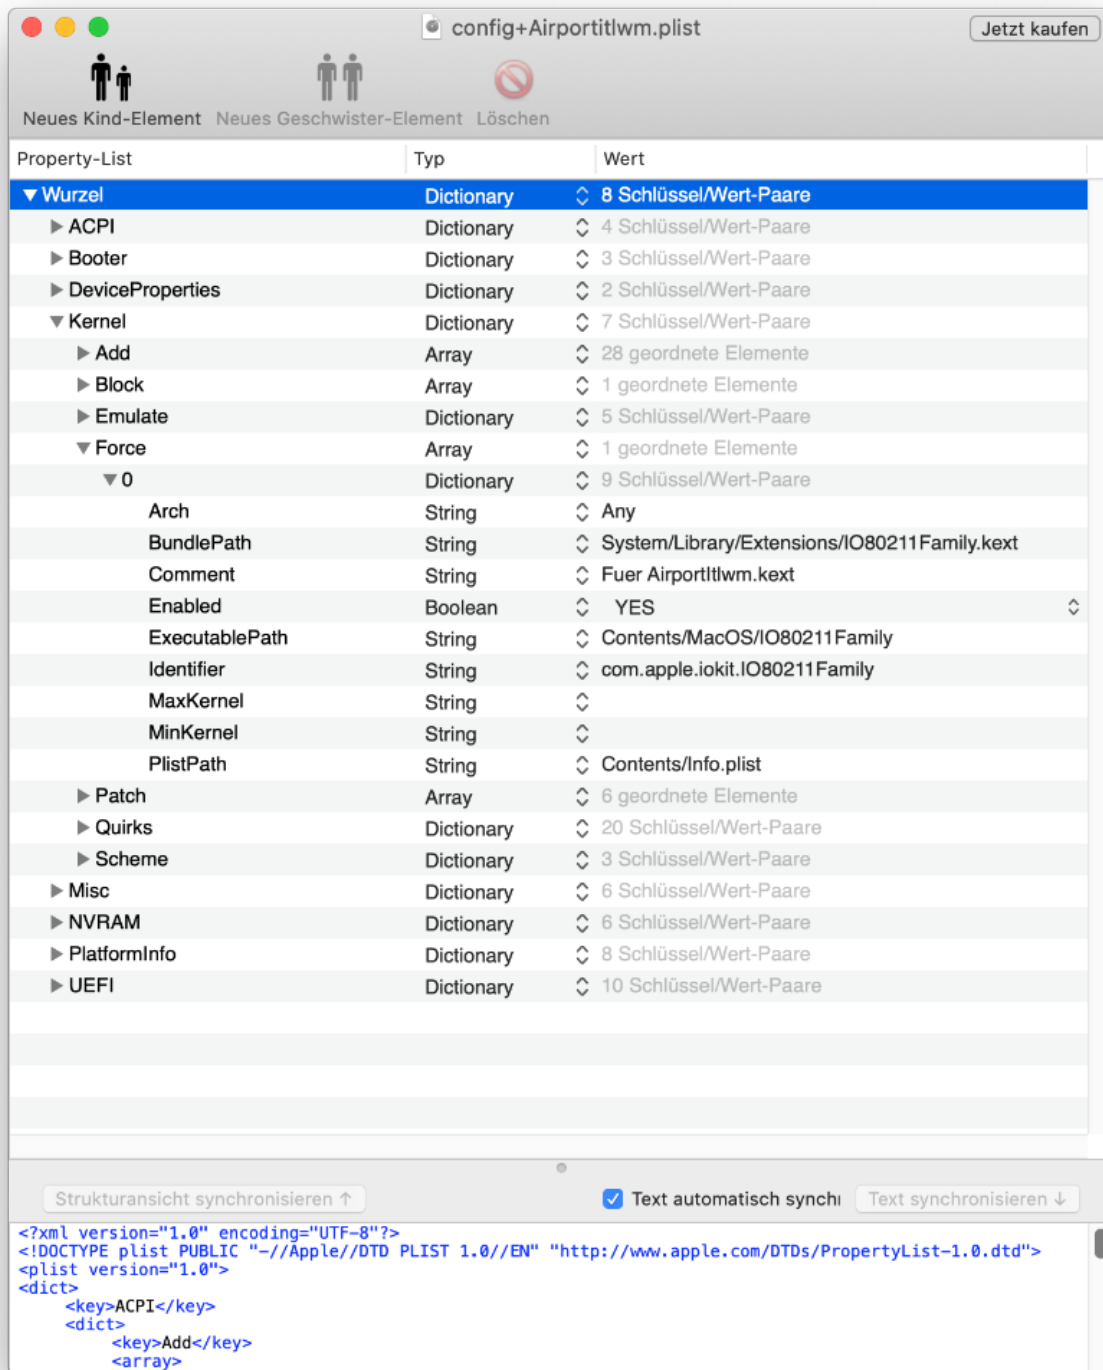 config+Airportitlwm.plist
Jetzt kaufen
Neues Kind-Element Neues Geschwister-Element Löschen
Property-List Typ Wert
Wurzel Dictionary 8 Schlüssel/Wert-Paare
ACPI Dictionary 4 Schlüssel/Wert-Paare
Booter Dictionary 3 Schlüssel/Wert-Paare
DeviceProperties Dictionary 2 Schlüssel/Wert-Paare
Kernel Dictionary 7 Schlüssel/Wert-Paare
Add Array 28 geordnete Elemente
Block Array 1 geordnete Elemente
Emulate Dictionary 5 Schlüssel/Wert-Paare
Force Array 1 geordnete Elemente
0 Dictionary 9 Schlüssel/Wert-Paare
Arch String Any
BundlePath String System/Library/Extensions/IO80211Family.kext
Comment String Fuer AirportItlwm.kext
Enabled Boolean YES
ExecutablePath String Contents/MacOS/IO80211Family
Identifier String com.apple.iokit.IO80211Family
MaxKernel String
MinKernel String
PlistPath String Contents/Info.plist
Patch Array 6 geordnete Elemente
Quirks Dictionary 20 Schlüssel/Wert-Paare
Scheme Dictionary 3 Schlüssel/Wert-Paare
Misc Dictionary 6 Schlüssel/Wert-Paare
NVRAM Dictionary 6 Schlüssel/Wert-Paare
PlatformInfo Dictionary 8 Schlüssel/Wert-Paare
UEFI Dictionary 10 Schlüssel/Wert-Paare
Strukturansicht synchronisieren ↑ Text automatisch synchr Text synchronisieren ↓
<?xml version="1.0" encoding="UTF-8"?>
<!DOCTYPE plist PUBLIC "-//Apple//DTD PLIST 1.0//EN" "http://www.apple.com/DTDs/PropertyList-1.0.dtd">
<plist version="1.0">
<dict>
<key>ACPI</key>
<dict>
<key>Add</key>
<array>